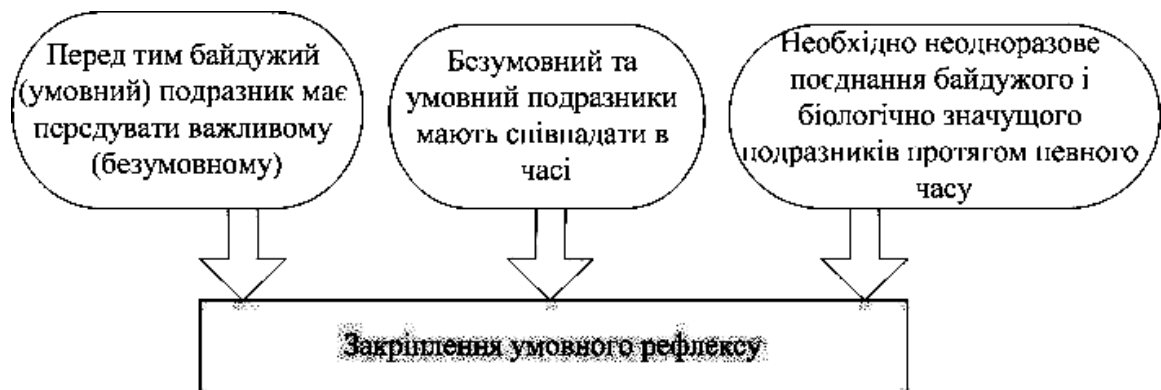 Перед тим байдужий
(умовний) подразник має
передувати важливому
(безумовному)
Безумовний та
умовний подразники
мають співпадати в
часі
Необхідно неодноразове
поєднання байдужого і
біологічно значущого
подразників протягом певного
часу
Закріплення умовного рефлексу